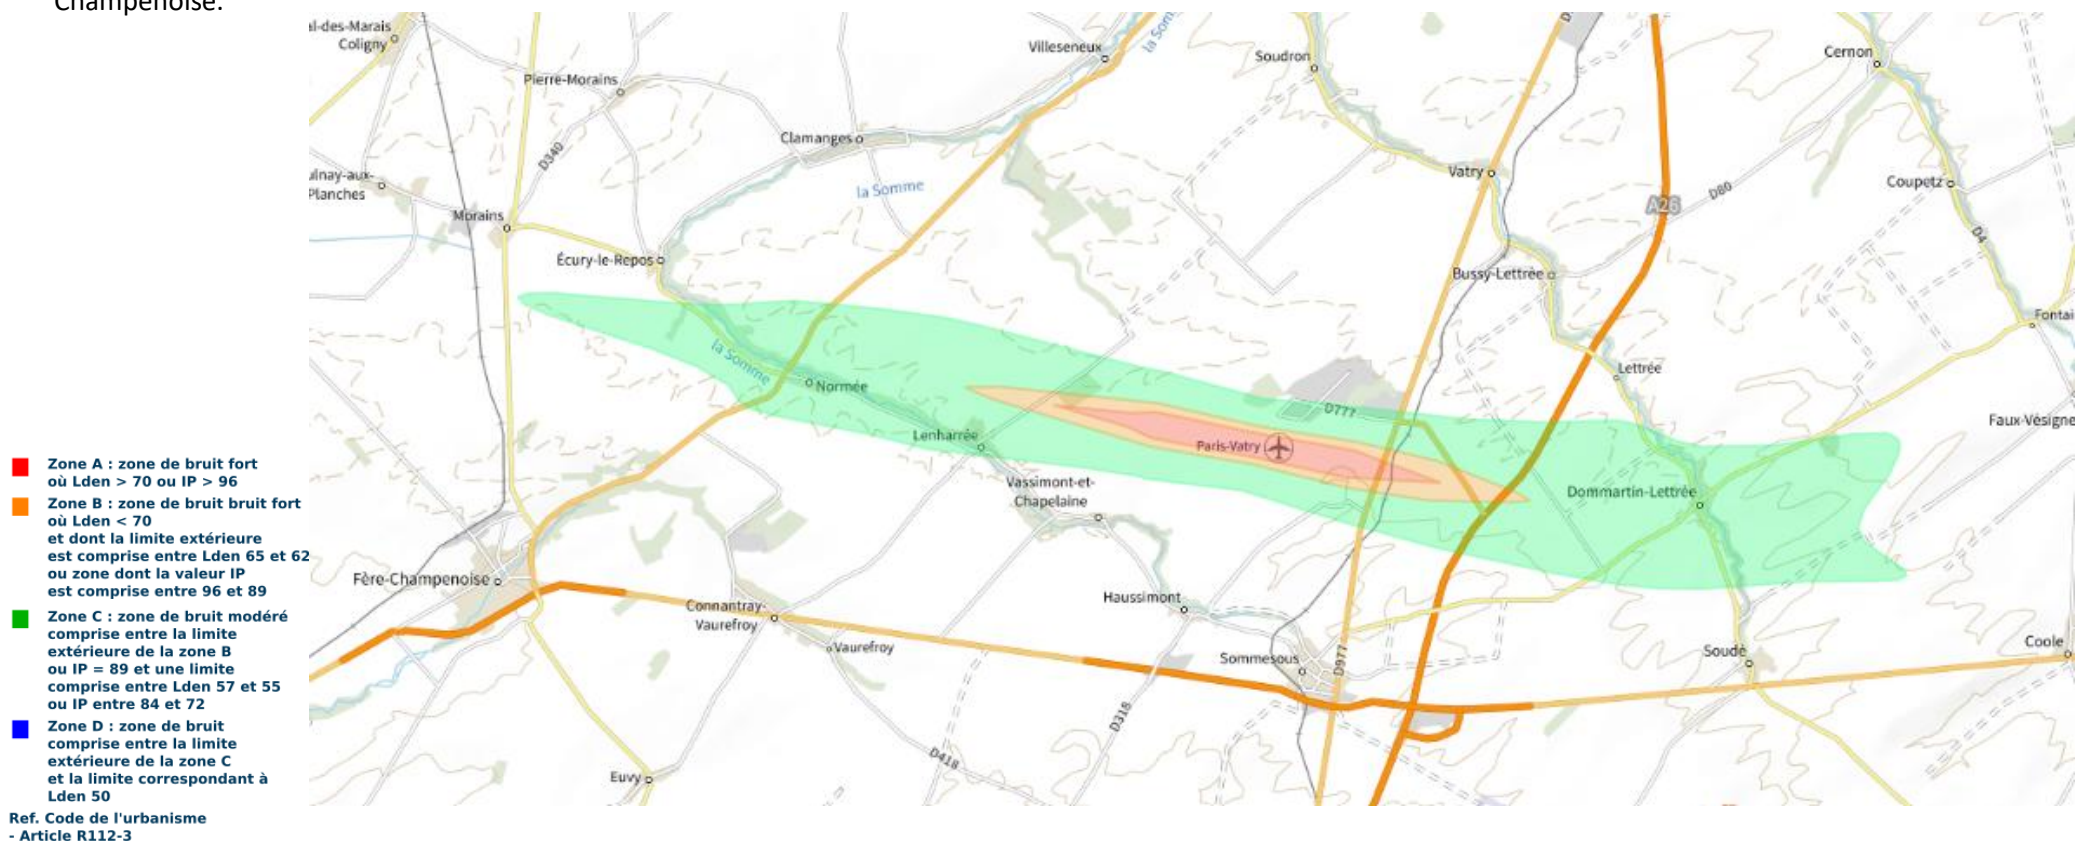 Champenoise.
al-des-Marais
Coligny
Villeseneux
la Somme
Soudron
Cernon
Pierre-Morains
Clamanges
D340
Vatry
D80
Coupetz
ulnay-aux-
Planches
la Somme
A26
Morains
D4
Écury-le-Repos
Bussy-Lettrée
Fontai
la Somme
Normée
Lettrée
D777
Faux-Vésigne
Lenharrée
Paris-Vatry
Vassimont-et-
Chapelaine
Dommartin-Lettrée
Fère-Champenoise
Haussimont
Connantray-
Vaurefroy
Vaurefroy
Sommesous
D977
Soudé
Coole
D318
D418
Euvy
Zone A : zone de bruit fort
où Lden > 70 ou IP > 96
Zone B : zone de bruit bruit fort
où Lden < 70
et dont la limite extérieure
est comprise entre Lden 65 et 62
ou zone dont la valeur IP
est comprise entre 96 et 89
Zone C : zone de bruit modéré
comprise entre la limite
extérieure de la zone B
ou IP = 89 et une limite
comprise entre Lden 57 et 55
ou IP entre 84 et 72
Zone D : zone de bruit
comprise entre la limite
extérieure de la zone C
et la limite correspondant à
Lden 50
Ref. Code de l'urbanisme
- Article R112-3